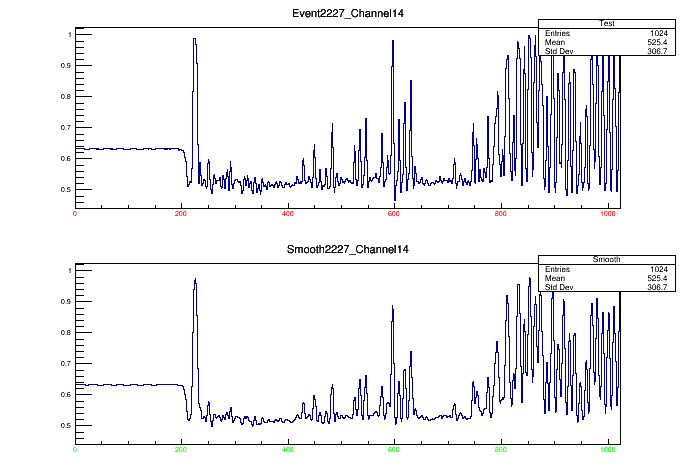 Event2227_Channel14
Test
Entries 1024
Mean 525.4
Std Dev 306.7
1
0.9
0.8
0.7
0.6
0.5
0 200 400 600 800 1000
Smooth2227_Channel14
Smooth
Entries 1024
Mean 525.4
Std Dev 306.7
1
0.9
0.8
0.7
0.6
0.5
0 200 400 600 800 1000